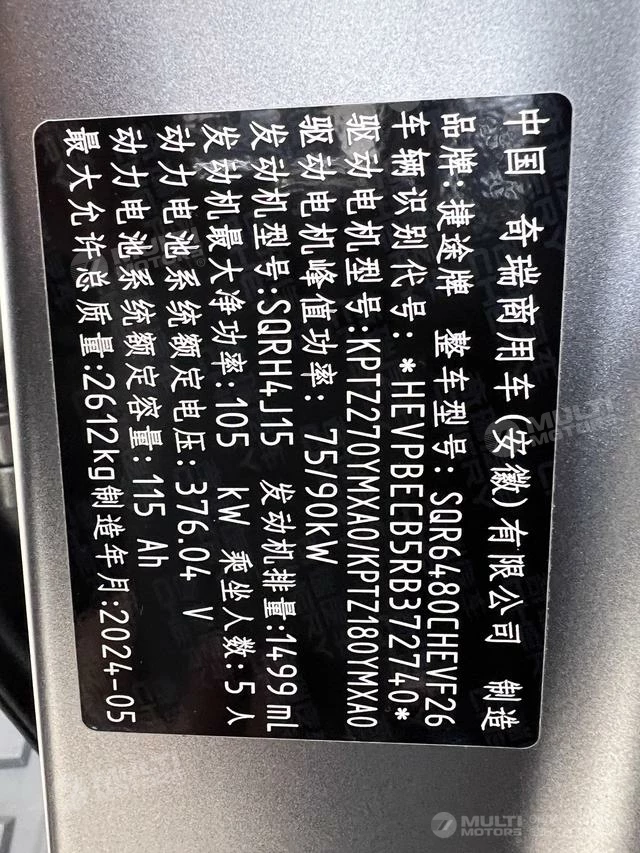 中国 奇瑞商用车(安徽)有限公司 制造
品牌:捷途牌 整车型号:SQR6480CHEVF26
车辆识别代号:*HEVPBECB5RB372740*
驱动电机型号:KPTZ270YMXA0/KPTZ180YMXA0
驱动电机峰值功率: 75/90kW
发动机型号:SQRH4J15 发动机排量:1499 mL
发动机最大净功率:105 kW 乘坐人数:5人
动力电池系统额定电压:376.04 V
动力电池系统额定容量:115 Ah
最大允许总质量:2612kg 制造年月:2024-05
MULTI MOTORS